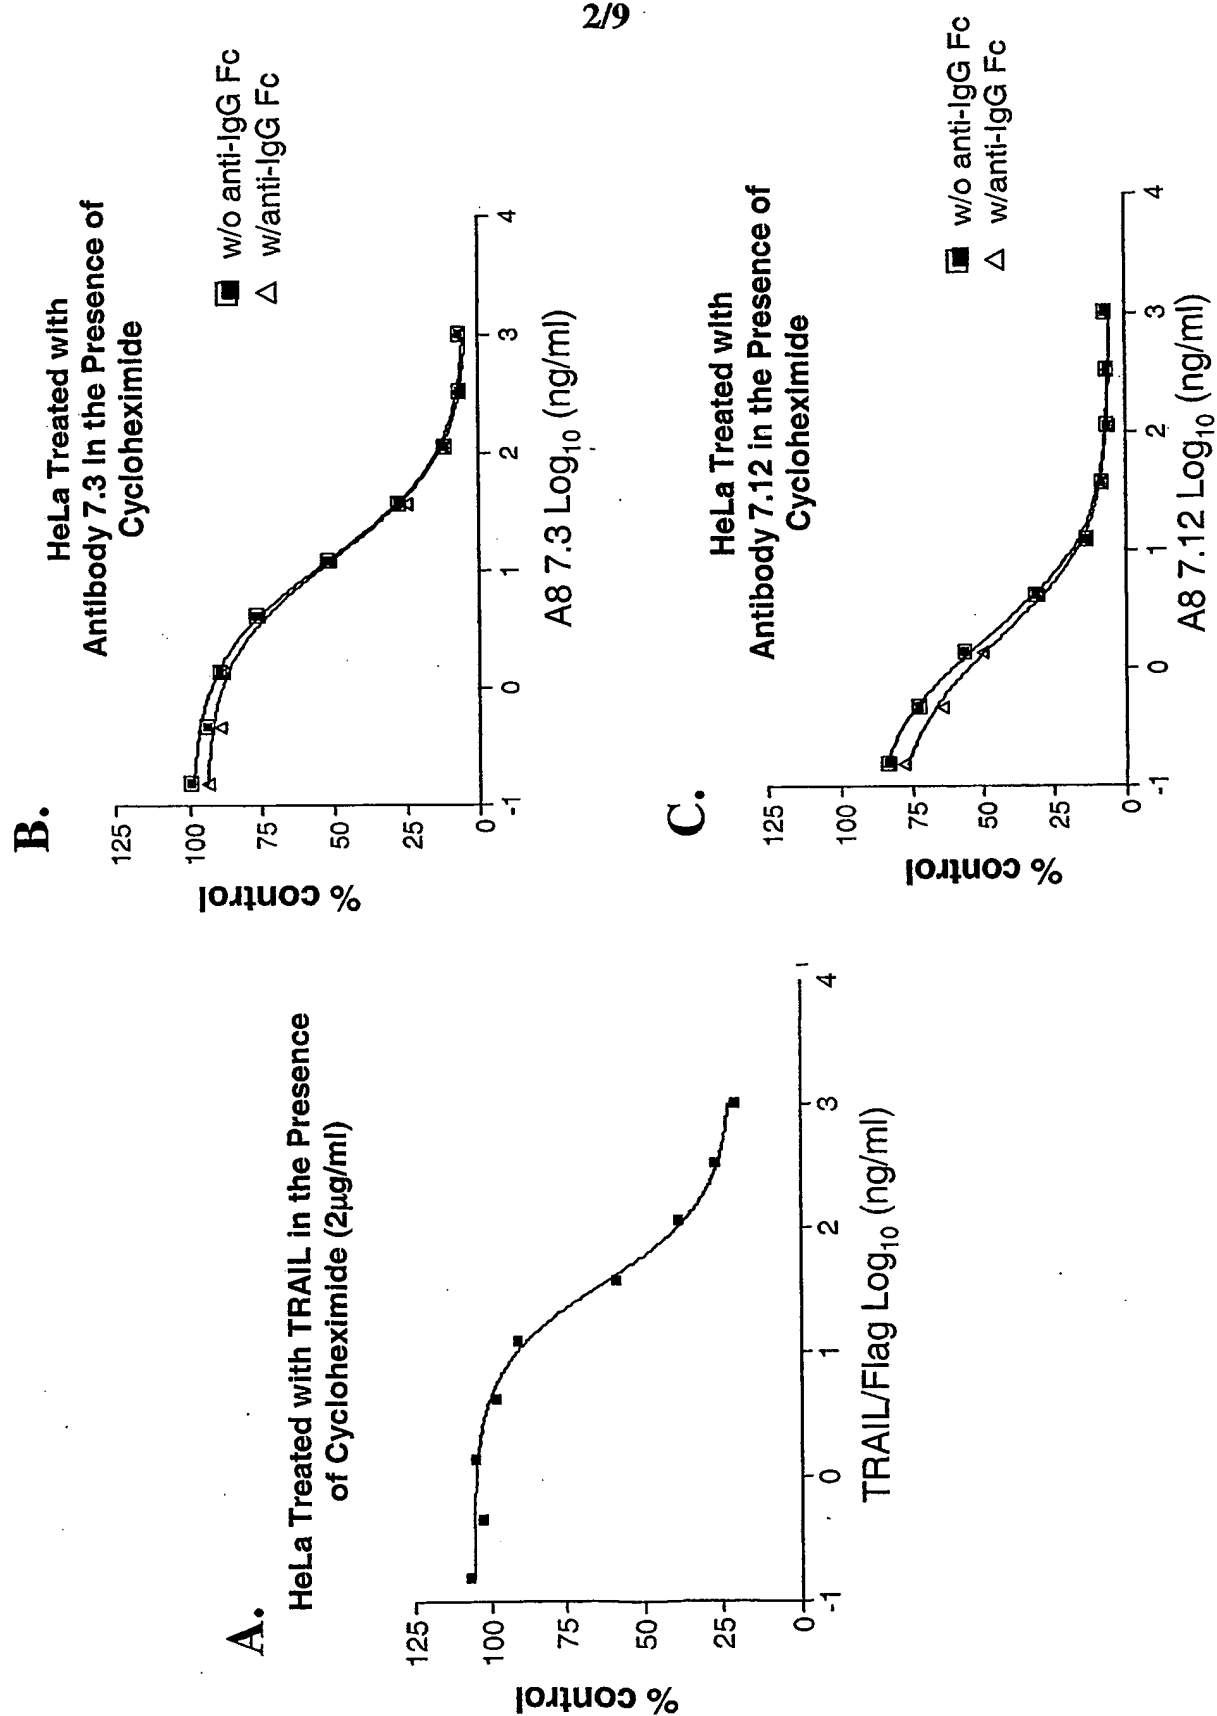 2/9
A.
HeLa Treated with TRAIL in the Presence
of Cycloheximide (2µg/ml)
% control
125
100
75
50
25
0
-1
0
1
2
3
4
TRAIL/Flag Log10 (ng/ml)
B.
HeLa Treated with
Antibody 7.3 in the Presence of
Cycloheximide
w/o anti-IgG Fc
w/anti-IgG Fc
% control
125
100
75
50
25
0
-1
0
1
2
3
4
A8 7.3 Log10 (ng/ml)
C.
HeLa Treated with
Antibody 7.12 in the Presence of
Cycloheximide
w/o anti-IgG Fc
w/anti-IgG Fc
% control
125
100
75
50
25
0
-1
0
1
2
3
4
A8 7.12 Log10 (ng/ml)